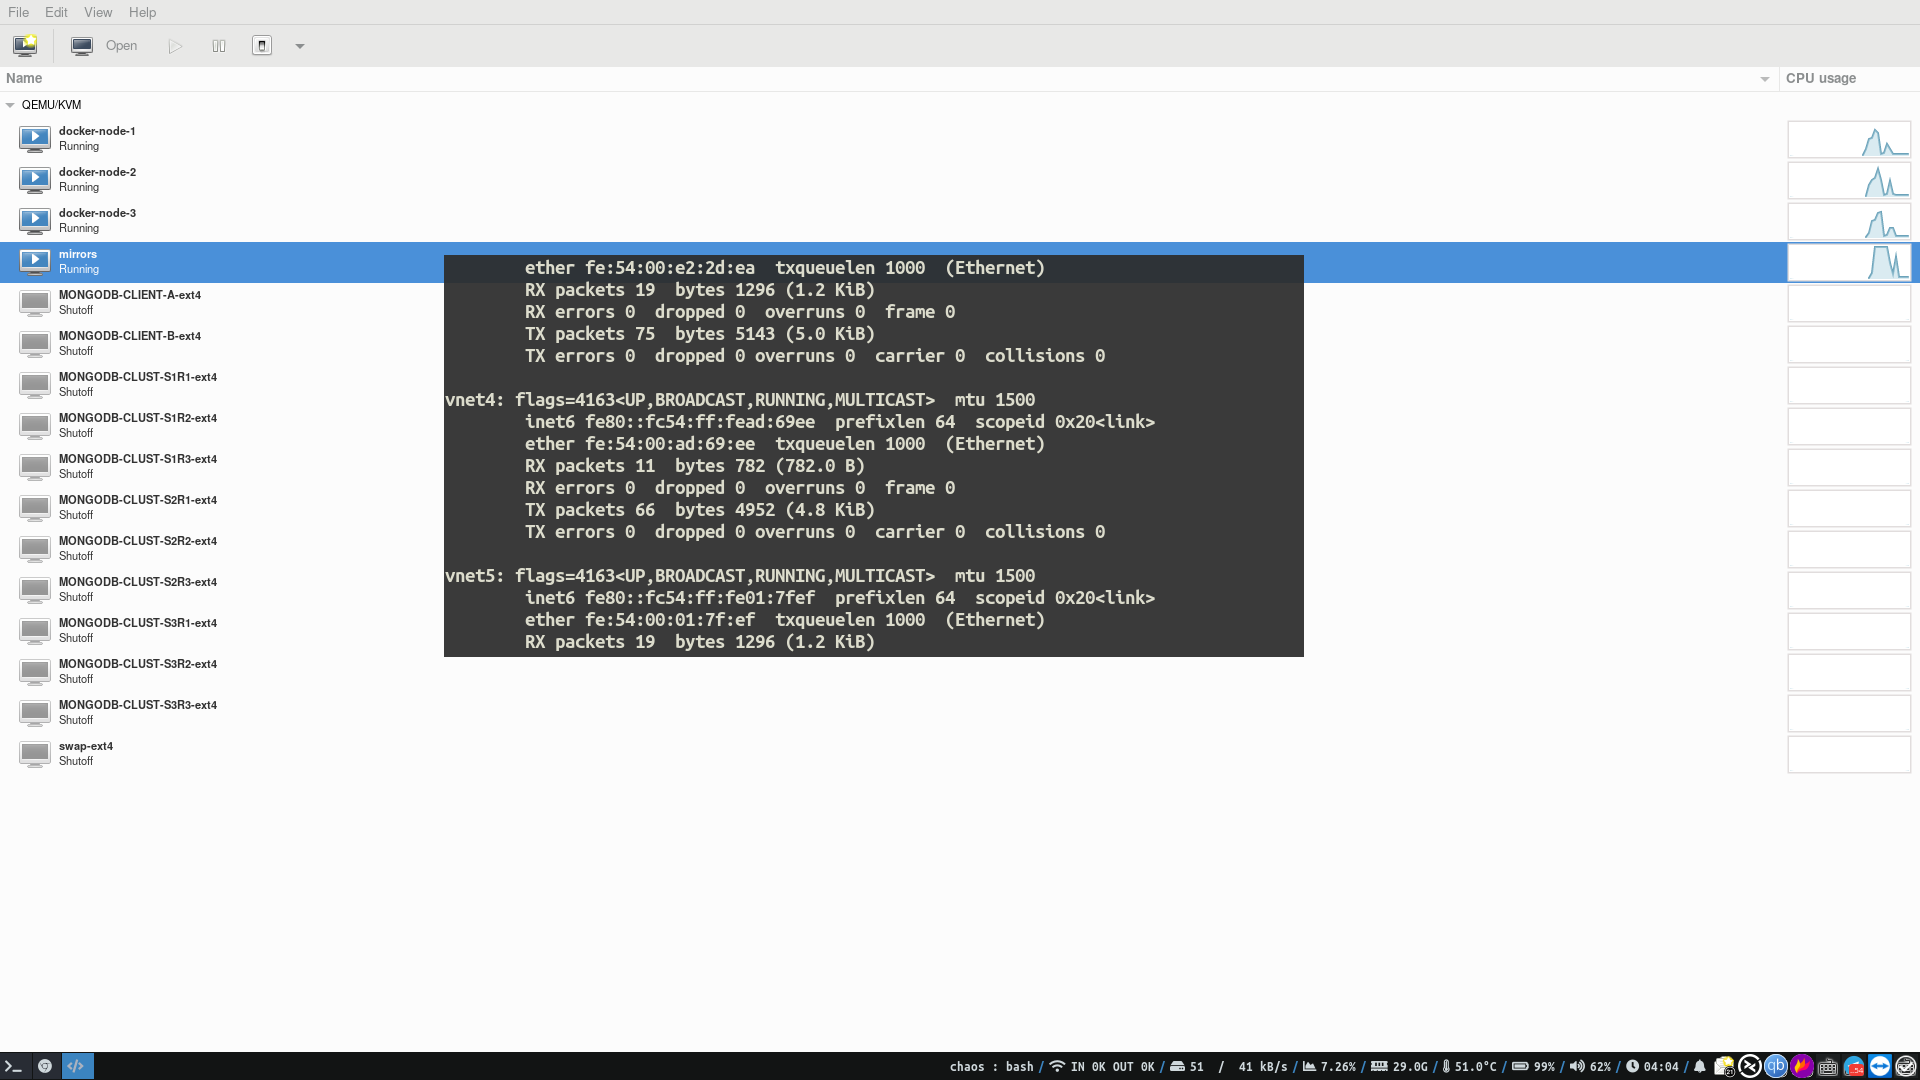 File Edit View Help
Open
Name
CPU usage
QEMU/KVM
docker-node-1
Running
docker-node-2
Running
docker-node-3
Running
mirrors
Running
MONGODB-CLIENT-A-ext4
Shutoff
MONGODB-CLIENT-B-ext4
Shutoff
MONGODB-CLUST-S1R1-ext4
Shutoff
MONGODB-CLUST-S1R2-ext4
Shutoff
MONGODB-CLUST-S1R3-ext4
Shutoff
MONGODB-CLUST-S2R1-ext4
Shutoff
MONGODB-CLUST-S2R2-ext4
Shutoff
MONGODB-CLUST-S2R3-ext4
Shutoff
MONGODB-CLUST-S3R1-ext4
Shutoff
MONGODB-CLUST-S3R2-ext4
Shutoff
MONGODB-CLUST-S3R3-ext4
Shutoff
swap-ext4
Shutoff
ether fe:54:00:e2:2d:ea  txqueuelen 1000  (Ethernet)
RX packets 19  bytes 1296 (1.2 KiB)
RX errors 0  dropped 0  overruns 0  frame 0
TX packets 75  bytes 5143 (5.0 KiB)
TX errors 0  dropped 0 overruns 0  carrier 0  collisions 0
vnet4: flags=4163<UP,BROADCAST,RUNNING,MULTICAST>  mtu 1500
inet6 fe80::fc54:ff:fead:69ee  prefixlen 64  scopeid 0x20<link>
ether fe:54:00:ad:69:ee  txqueuelen 1000  (Ethernet)
RX packets 11  bytes 782 (782.0 B)
RX errors 0  dropped 0  overruns 0  frame 0
TX packets 66  bytes 4952 (4.8 KiB)
TX errors 0  dropped 0 overruns 0  carrier 0  collisions 0
vnet5: flags=4163<UP,BROADCAST,RUNNING,MULTICAST>  mtu 1500
inet6 fe80::fc54:ff:fe01:7fef  prefixlen 64  scopeid 0x20<link>
ether fe:54:00:01:7f:ef  txqueuelen 1000  (Ethernet)
RX packets 19  bytes 1296 (1.2 KiB)
chaos : bash / IN 0K OUT 0K / 51 / 41 kB/s / 7.26% / 29.0G / 51.0°C / 99% / 62% / 04:04 / 21 qb 54